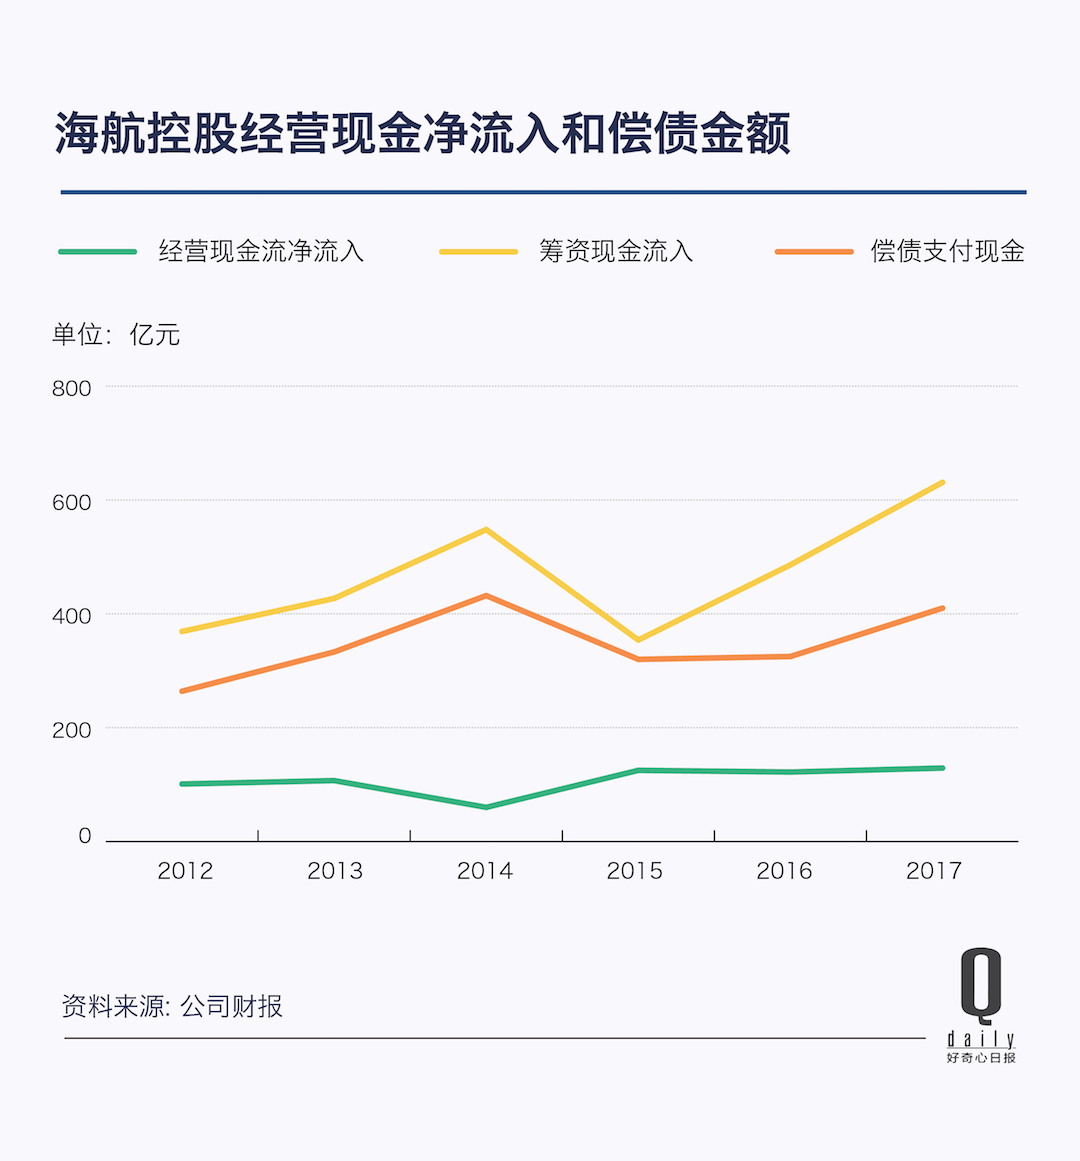 海航控股经营现金净流入和偿债金额
经营现金流净流入 筹资现金流入 偿债支付现金
单位：亿元
800
600
400
200
0
2012 2013 2014 2015 2016 2017
资料来源: 公司财报
Q
daily
好奇心日报